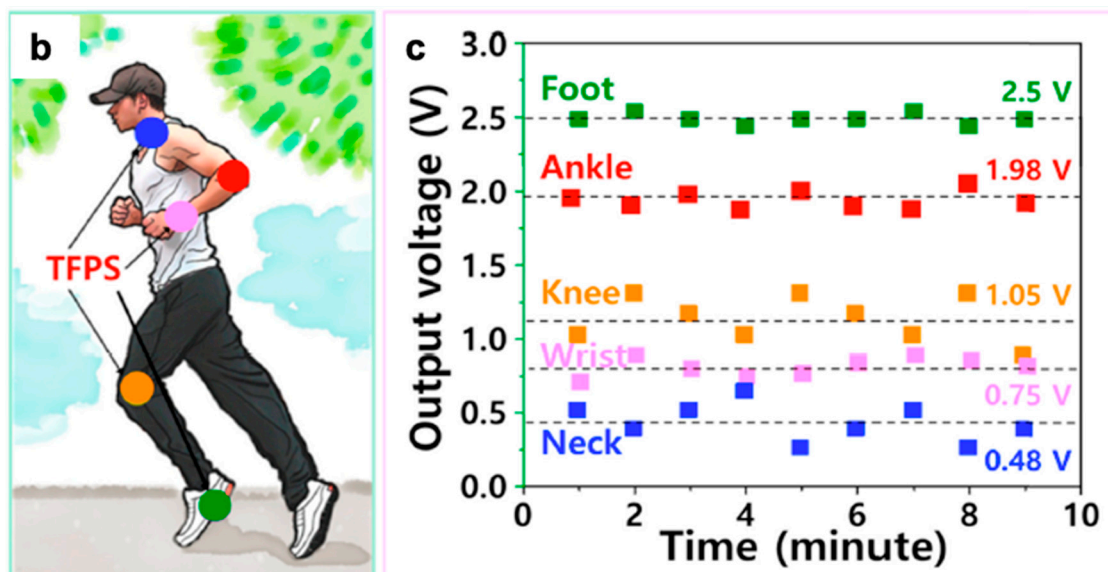 b
TFPS
c
Output voltage (V)
3.0
2.5
2.0
1.5
1.0
0.5
0.0
Foot
2.5 V
Ankle
1.98 V
Knee
1.05 V
Wrist
0.75 V
Neck
0.48 V
0 2 4 6 8 10
Time (minute)